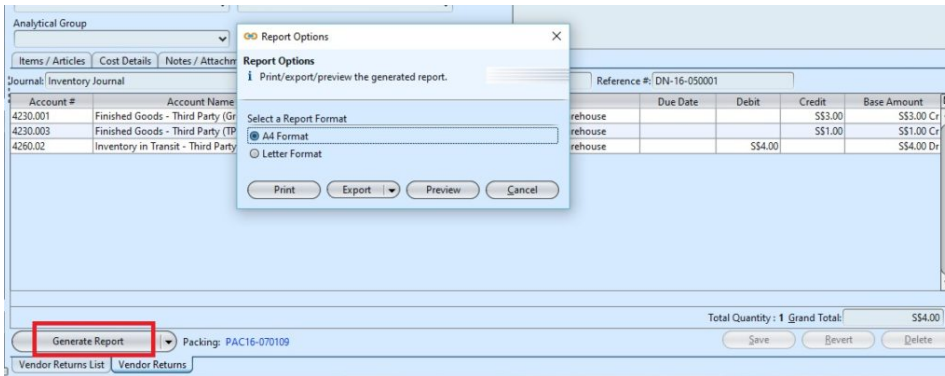 Analytical Group
Report Options
Report Options
Print/export/preview the generated report.
Select a Report Format
A4 Format
Letter Format
Print Export Preview Cancel
Items / Articles Cost Details Notes / Attachm
Journal: Inventory Journal Reference #: DN-16-050001
Account # Account Name Due Date Debit Credit Base Amount
4230.001 Finished Goods - Third Party (Gr rehouse S$3.00 S$3.00 Cr
4230.003 Finished Goods - Third Party (TP rehouse S$1.00 S$1.00 Cr
4260.02 Inventory in Transit - Third Party rehouse S$4.00 S$4.00 Dr
Total Quantity : 1 Grand Total: S$4.00
Generate Report Packing: PAC16-070109 Save Revert Delete
Vendor Returns List Vendor Returns